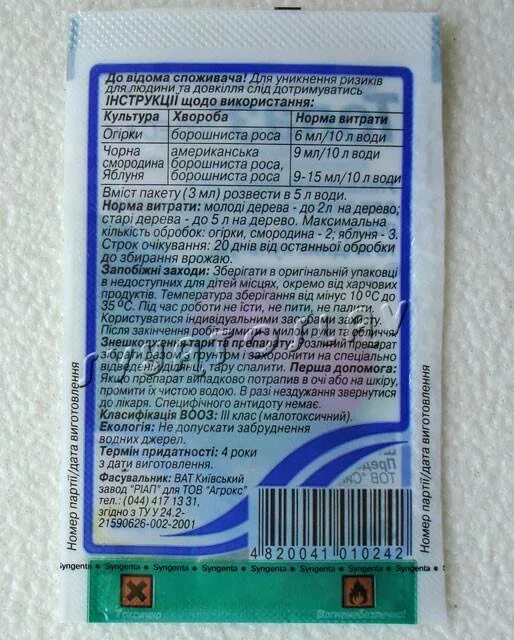 До відома споживача! Для уникнення ризиків
для людини та довкілля слід дотримуватись
ІНСТРУКЦІЇ щодо використання:
Культура Хвороба Норма витрати
Огірки борошниста роса 6 мл/10 л води
Чорна американська 9 мл/10 л води
смородина борошниста роса,
Яблуня борошниста роса 9-15 мл/10 л води
Вміст пакету (3 мл) розвести в 5 л води.
Норма витрати: молоді дерева - до 2л на дерево;
старі дерева - до 5 л на дерево. Максимальна
кількість обробок: огірки, смородина - 2; яблуня - 3.
Строк очікування: 20 днів від останньої обробки
до збирання врожаю.
Запобіжні заходи: Зберігати в оригінальній упаковці
в недоступних для дітей місцях, окремо від харчових
продуктів. Температура зберігання від мінус 10 °С до
35 °С. Під час роботи не їсти, не пити, не палити.
Користуватися індивідуальними засобами захисту.
Після закінчення робіт вимити з милом руки та обличчя.
Знешкодження тари і препарату: Розлитий препарат
зібрати разом з ґрунтом і захоронити на спеціально
відведеній ділянці, тару спалити. Перша допомога:
Якщо препарат випадково потрапив в очі або на шкіру,
промити їх чистою водою. В разі нездужання звернутися
до лікаря. Специфічного антидоту немає.
Класифікація ВООЗ: III клас (малотоксичний).
Екологія: Не допускати забруднення
водних джерел.
Термін придатності: 4 роки
з дати виготовлення.
Фасувальник: ВАТ Київський
завод "РІАП" для ТОВ "Агрокс"
тел.: (044) 417 13 31,
згідно з ТУ У 24.2-
21590626-002-2001
4 820041 010242
Номер партії/дата виготовлення
Номер партії/дата виготовлення
Syngenta Syngenta Syngenta Syngenta Syngenta Syngenta Syngenta
Вогненебезпечно!